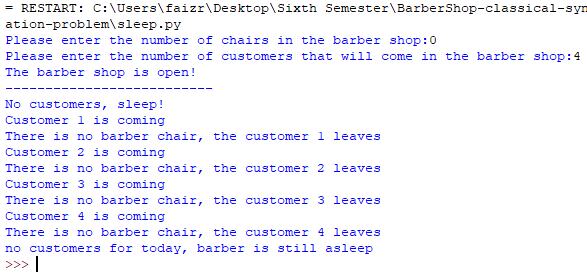 = RESTART: C:\Users\faizr\Desktop\Sixth Semester\BarberShop-classical-syn
ation-problem\sleep.py
Please enter the number of chairs in the barber shop:0
Please enter the number of customers that will come in the barber shop:4
The barber shop is open!
--------------------------
No customers, sleep!
Customer 1 is coming
There is no barber chair, the customer 1 leaves
Customer 2 is coming
There is no barber chair, the customer 2 leaves
Customer 3 is coming
There is no barber chair, the customer 3 leaves
Customer 4 is coming
There is no barber chair, the customer 4 leaves
no customers for today, barber is still asleep
>>>